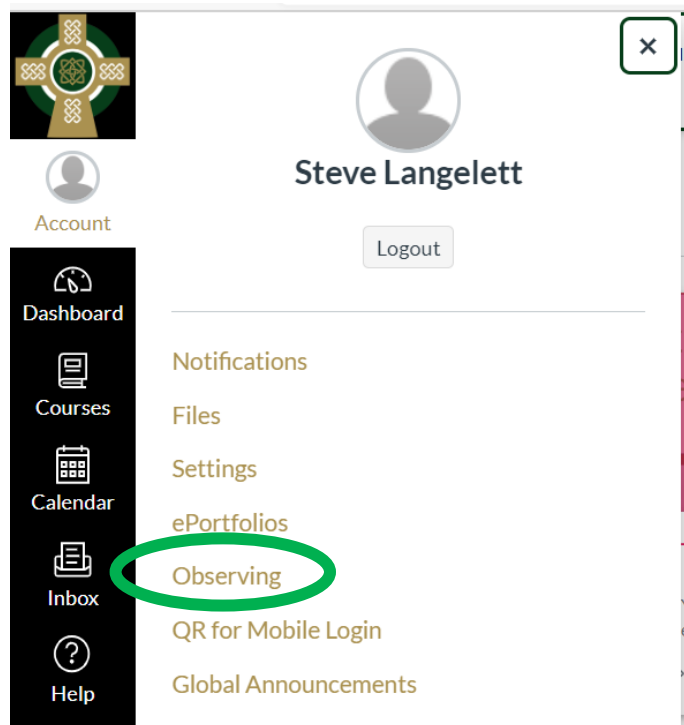 Steve Langelett
Logout
Account
Dashboard
Courses
Calendar
Inbox
Help
Notifications
Files
Settings
ePortfolios
Observing
QR for Mobile Login
Global Announcements